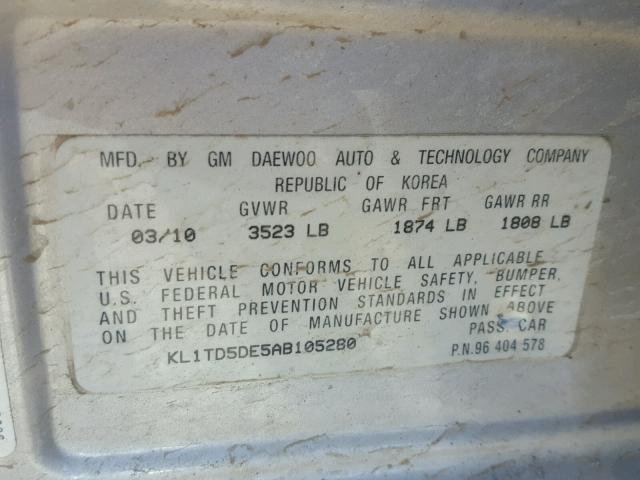 MFD. BY GM DAEWOO AUTO & TECHNOLOGY COMPANY
REPUBLIC OF KOREA
DATE GVWR GAWR FRT GAWR RR
03/10 3523 LB 1874 LB 1808 LB
THIS VEHICLE CONFORMS TO ALL APPLICABLE
U.S. FEDERAL MOTOR VEHICLE SAFETY, BUMPER,
AND THEFT PREVENTION STANDARDS IN EFFECT
ON THE DATE OF MANUFACTURE SHOWN ABOVE
PASS CAR
KL1TD5DE5AB105280
P.N.96 404 578